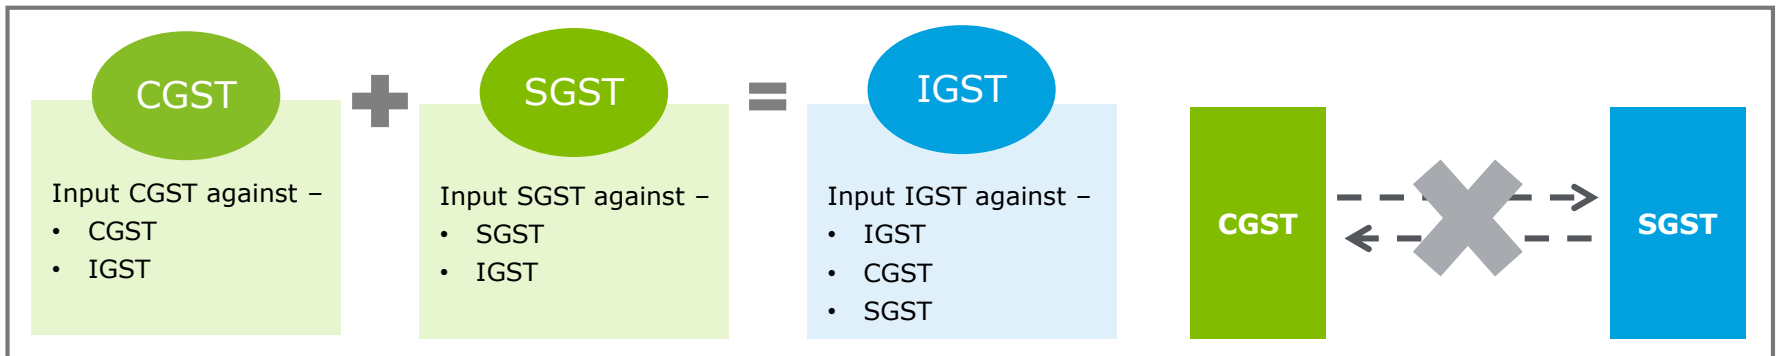 CGST
Input CGST against –
• CGST
• IGST
SGST
Input SGST against –
• SGST
• IGST
IGST
Input IGST against –
• IGST
• CGST
• SGST
CGST
SGST